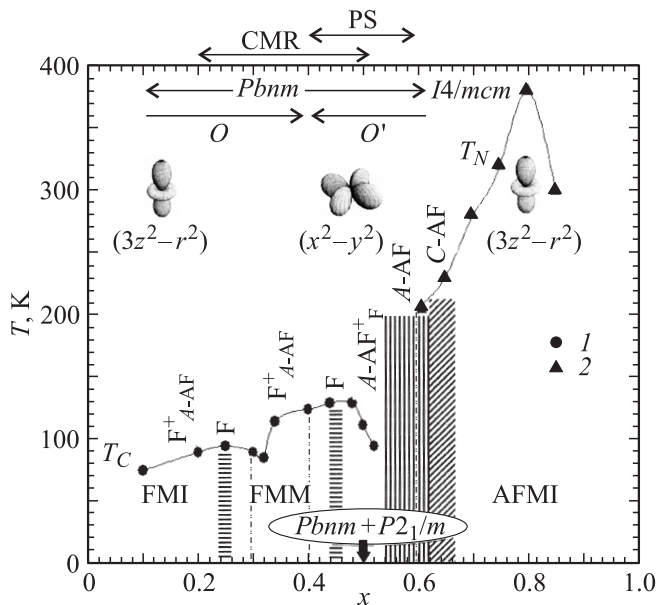 PS
CMR
400
Pbnm
I4/mcm
O
O'
T_N
300
(3z²–r²)
(x²–y²)
(3z²–r²)
A-AF
C-AF
T, K
200
F⁺_{A-AF}
F
F⁺_{A-AF}
F
A-AF⁺_F
1
2
T_C
100
FMI
FMM
AFMI
Pbnm + P2₁/m
0
0
0.2
0.4
0.6
0.8
1.0
x